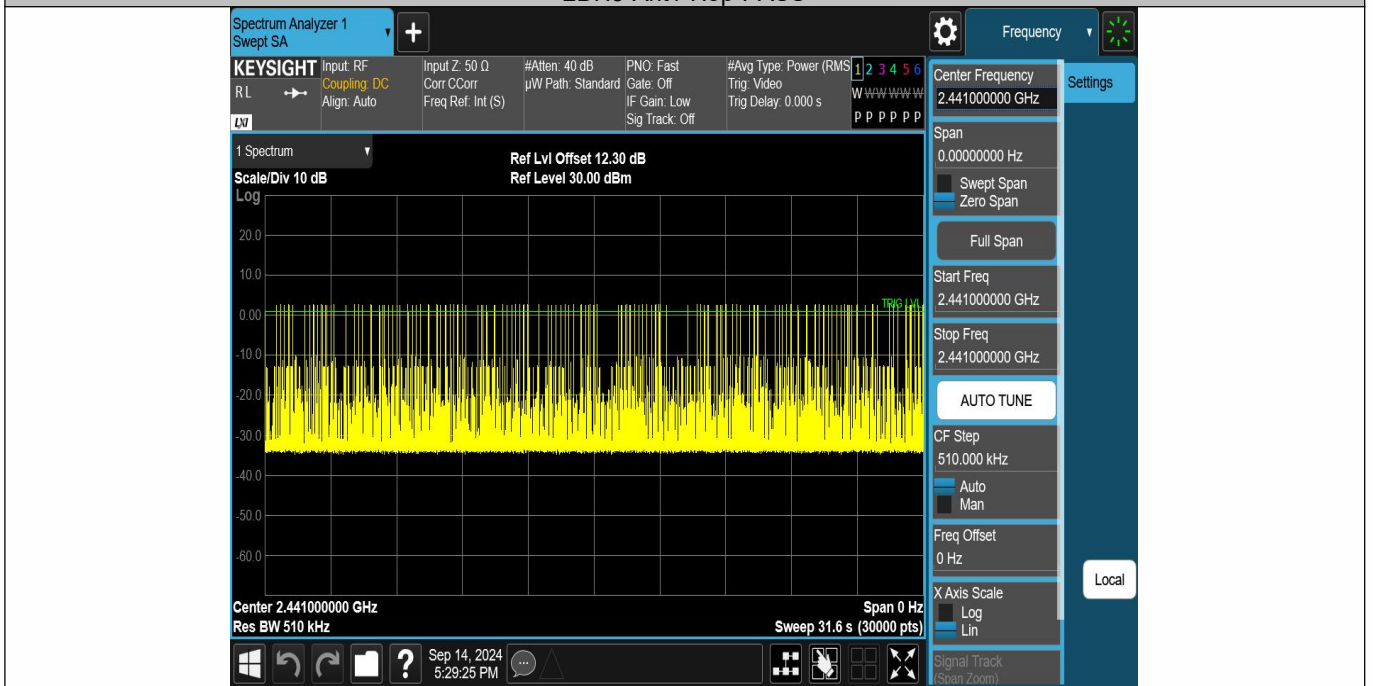 Spectrum Analyzer 1
Swept SA
+
Frequency
KEYSIGHT
RL
LXI
Input: RF
Coupling: DC
Align: Auto
Input Z: 50 Ω
Corr CCorr
Freq Ref: Int (S)
#Atten: 40 dB
µW Path: Standard
PNO: Fast
Gate: Off
IF Gain: Low
Sig Track: Off
#Avg Type: Power (RMS
Trig: Video
Trig Delay: 0.000 s
1 2 3 4 5 6
W W W W W W
P P P P P P
1 Spectrum
Scale/Div 10 dB
Ref Lvl Offset 12.30 dB
Ref Level 30.00 dBm
Log
20.0
10.0
0.00
-10.0
-20.0
-30.0
-40.0
-50.0
-60.0
TRIG LVL
Center 2.441000000 GHz
Res BW 510 kHz
Span 0 Hz
Sweep 31.6 s (30000 pts)
Center Frequency
2.441000000 GHz
Settings
Span
0.00000000 Hz
Swept Span
Zero Span
Full Span
Start Freq
2.441000000 GHz
Stop Freq
2.441000000 GHz
AUTO TUNE
CF Step
510.000 kHz
Auto
Man
Freq Offset
0 Hz
X Axis Scale
Log
Lin
Signal Track
(Span Zoom)
Local
?
Sep 14, 2024
5:29:25 PM